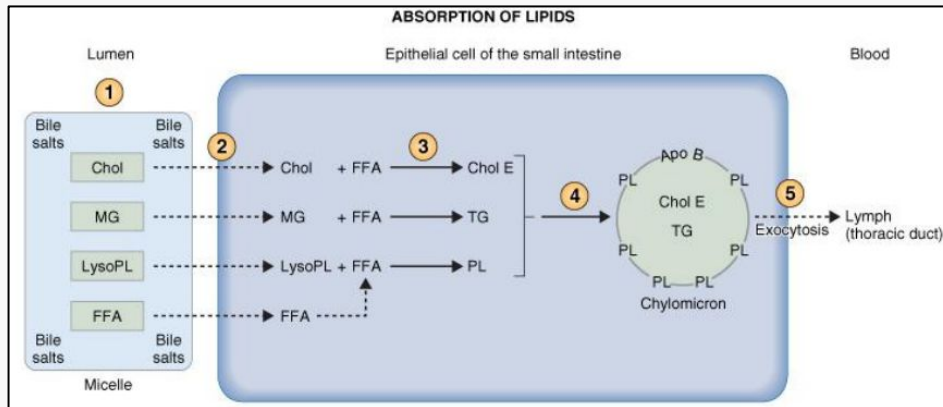 ABSORPTION OF LIPIDS
Lumen
Epithelial cell of the small intestine
Blood
1
Bile
salts
Bile
salts
2
3
Chol
Chol + FFA
Chol E
Apo B
PL
PL
4
5
MG
MG + FFA
TG
Chol E
TG
Exocytosis
Lymph
(thoracic duct)
LysoPL
LysoPL + FFA
PL
PL
PL
PL
PL
Chylomicron
FFA
FFA
Bile
salts
Bile
salts
Micelle